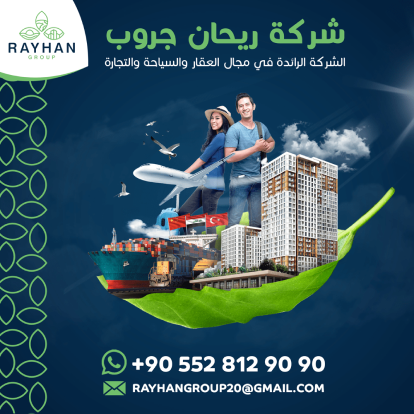 RAYHAN
GROUP
شركة ريحان جروب
الشركة الرائدة في مجال العقار والسياحة والتجارة
+90 552 812 90 90
RAYHANGROUP20@GMAIL.COM